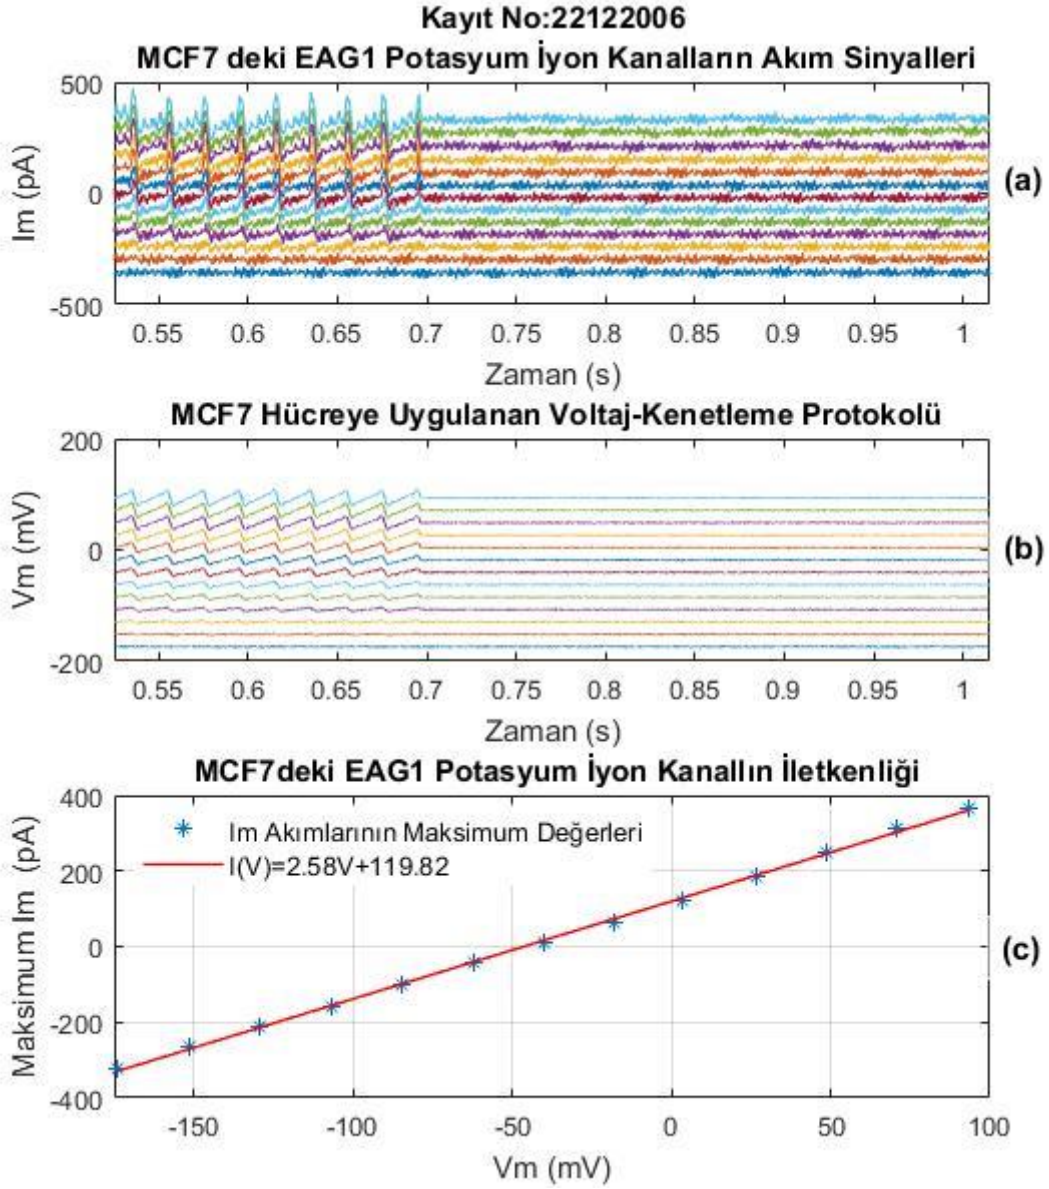 Kayıt No:22122006
MCF7 deki EAG1 Potasyum İyon Kanalların Akım Sinyalleri
500
0
-500
Im (pA)
(a)
0.55 0.6 0.65 0.7 0.75 0.8 0.85 0.9 0.95 1
Zaman (s)
MCF7 Hücreye Uygulanan Voltaj-Kenetleme Protokolü
200
0
-200
Vm (mV)
(b)
0.55 0.6 0.65 0.7 0.75 0.8 0.85 0.9 0.95 1
Zaman (s)
MCF7deki EAG1 Potasyum İyon Kanallın İletkenliği
400
200
0
-200
-400
Maksimum Im (pA)
Im Akımlarının Maksimum Değerleri
I(V)=2.58V+119.82
(c)
-150 -100 -50 0 50 100
Vm (mV)